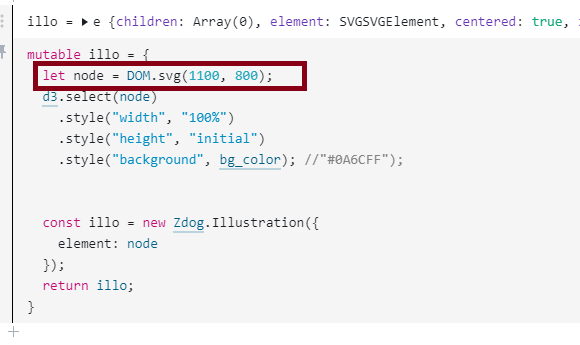 illo = ▶ e {children: Array(0), element: SVGSVGElement, centered: true,
mutable illo = {
let node = DOM.svg(1100, 800);
d3.select(node)
.style("width", "100%")
.style("height", "initial")
.style("background", bg_color); //"#0A6CFF");
const illo = new Zdog.Illustration({
element: node
});
return illo;
}